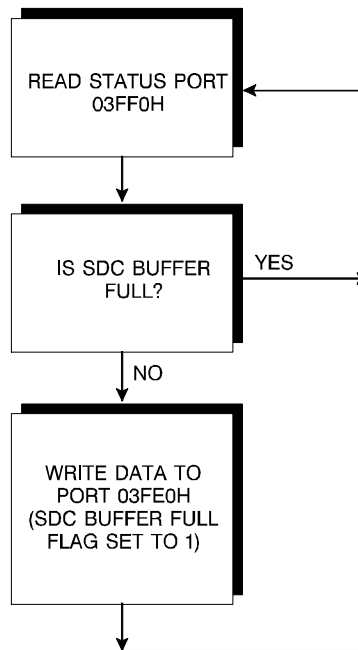 READ STATUS PORT
03FF0H
IS SDC BUFFER
FULL?
YES
NO
WRITE DATA TO
PORT 03FE0H
(SDC BUFFER FULL
FLAG SET TO 1)